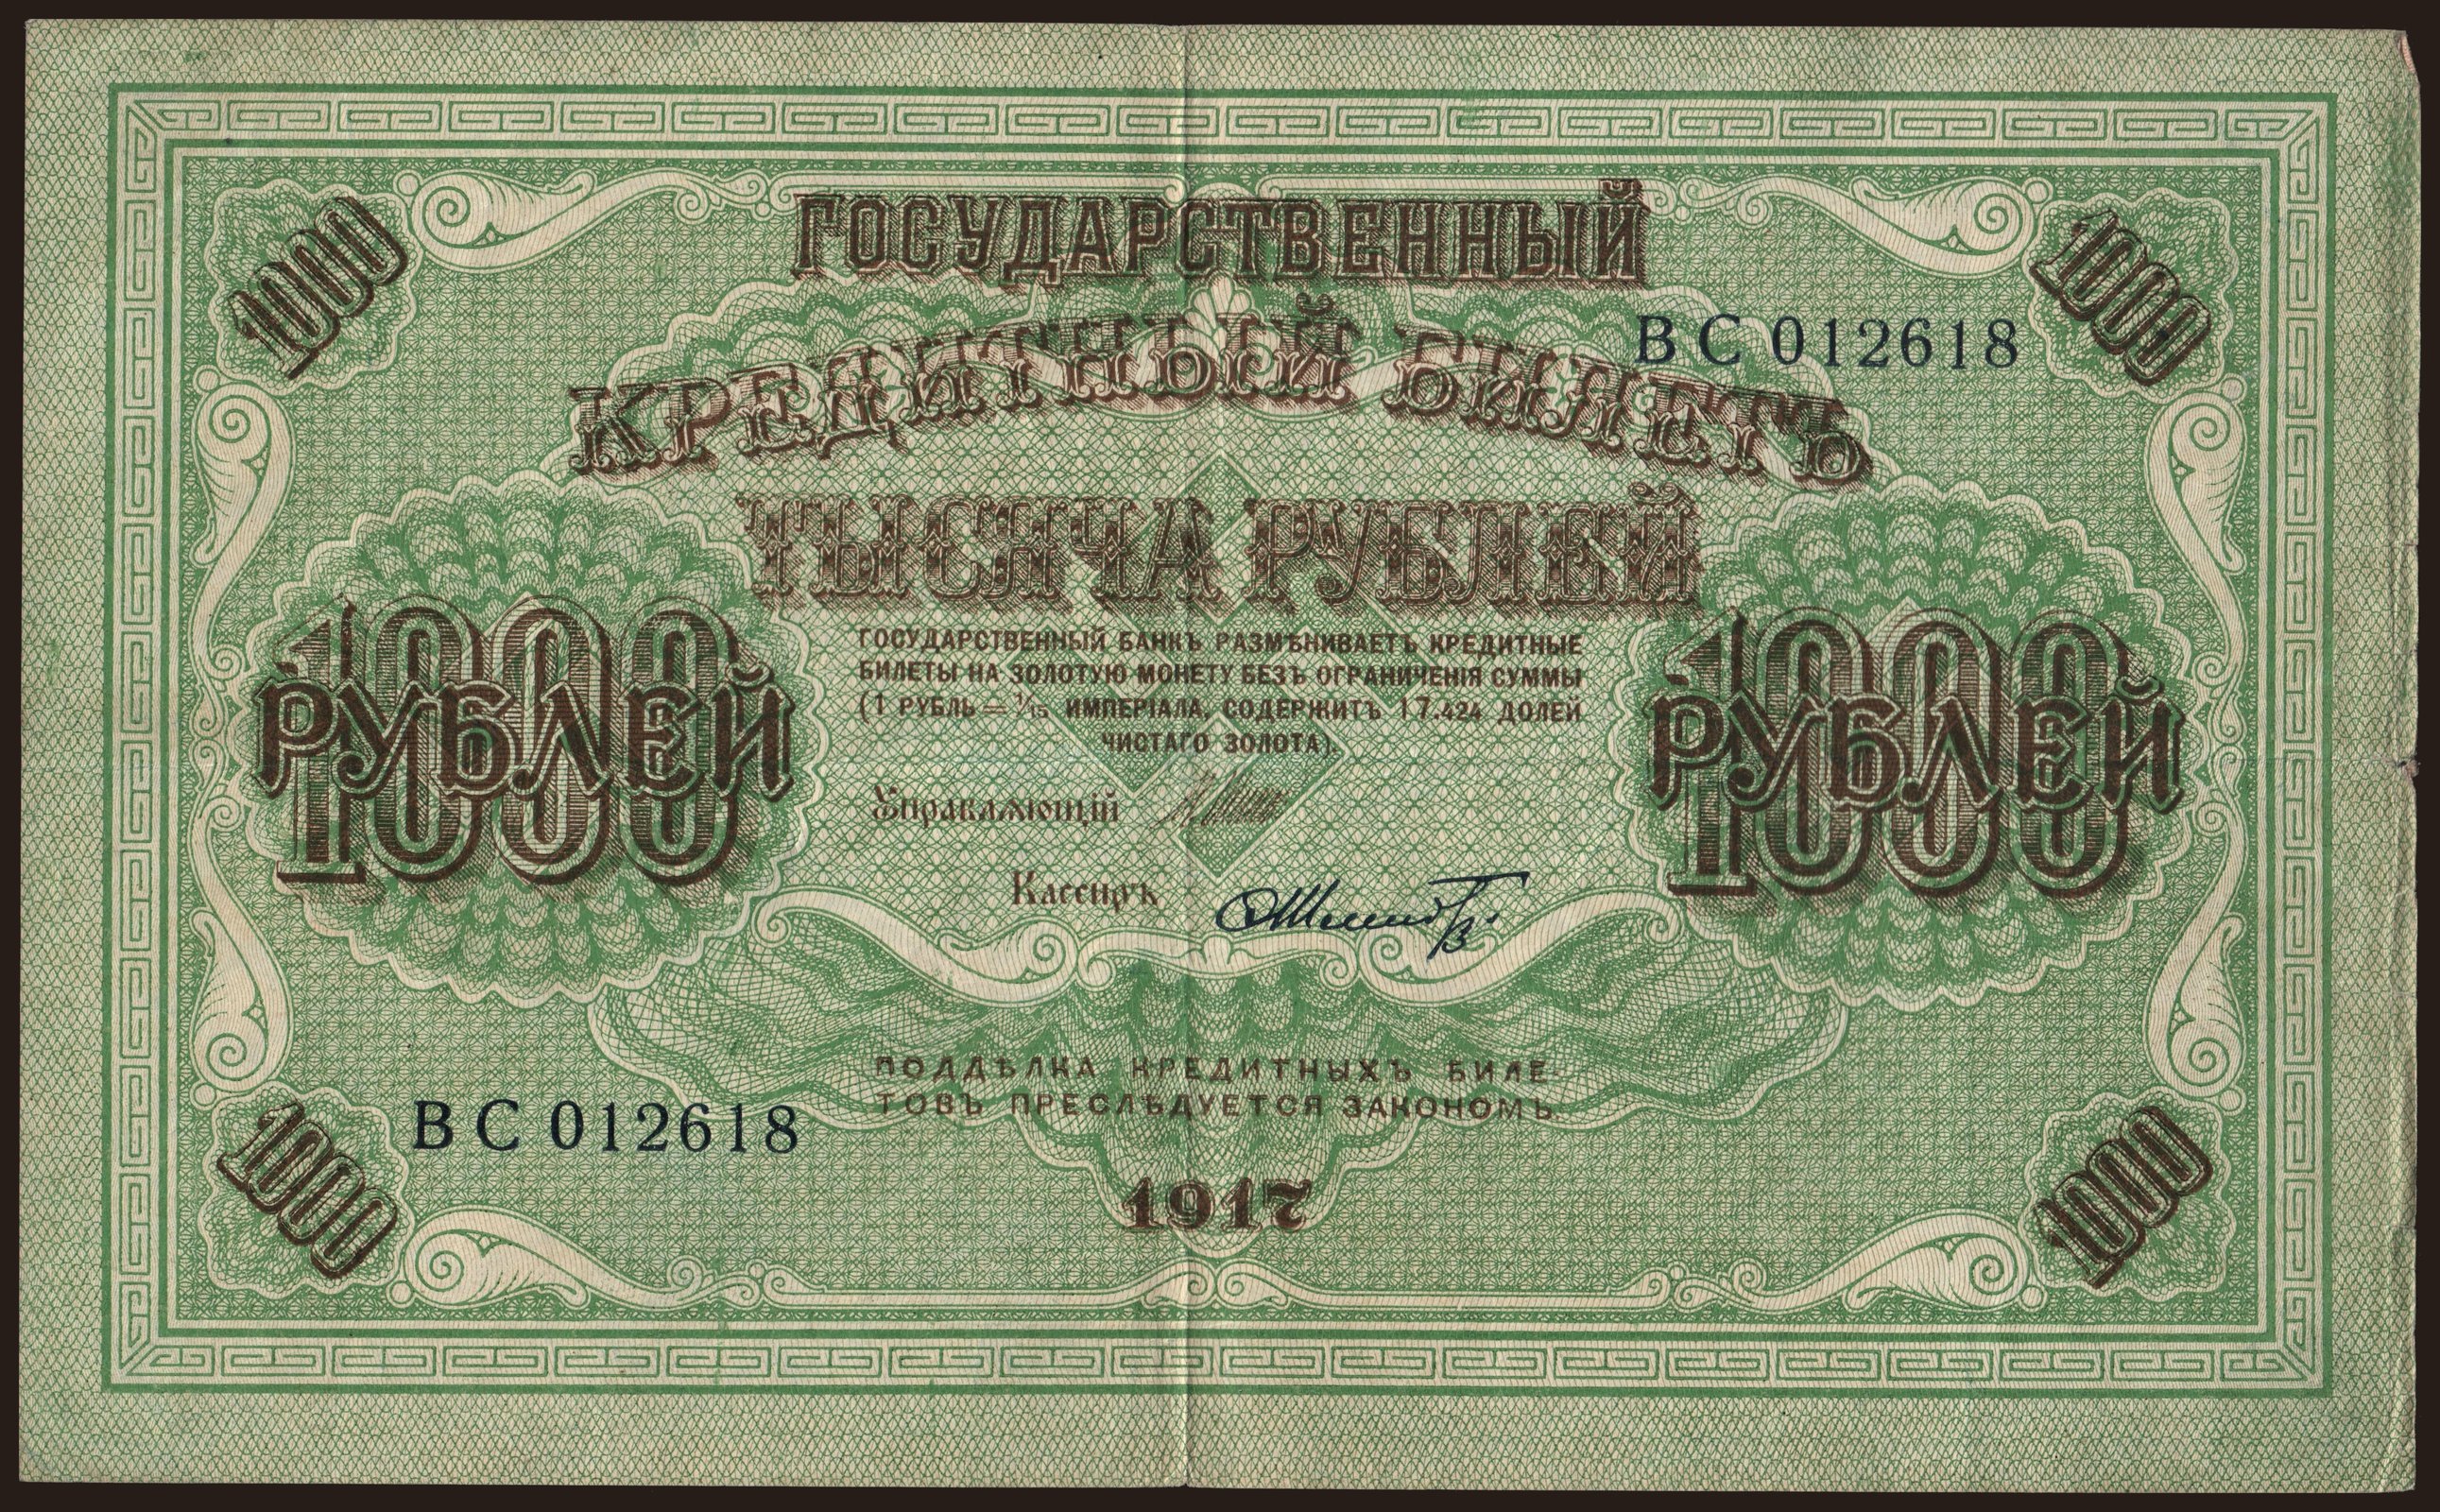 1000
ГОСУДАРСТВЕННЫЙ
1000
КРЕДИТНЫЙ БИЛЕТЪ
ВС 012618
ТЫСЯЧА РУБЛЕЙ
1000
РУБЛЕЙ
1000
РУБЛЕЙ
ГОСУДАРСТВЕННЫЙ БАНКЪ РАЗМѢНИВАЕТЪ КРЕДИТНЫЕ
БИЛЕТЫ НА ЗОЛОТУЮ МОНЕТУ БЕЗЪ ОГРАНИЧЕНІЯ СУММЫ
(1 РУБЛЬ = 1/15 ИМПЕРІАЛА, СОДЕРЖИТЪ 17.424 ДОЛЕЙ
ЧИСТАГО ЗОЛОТА).
Управляющій
Кассиръ
ПОДДѢЛКА КРЕДИТНЫХЪ БИЛЕ-
ТОВЪ ПРЕСЛѢДУЕТСЯ ЗАКОНОМЪ.
ВС 012618
1000
1917
1000